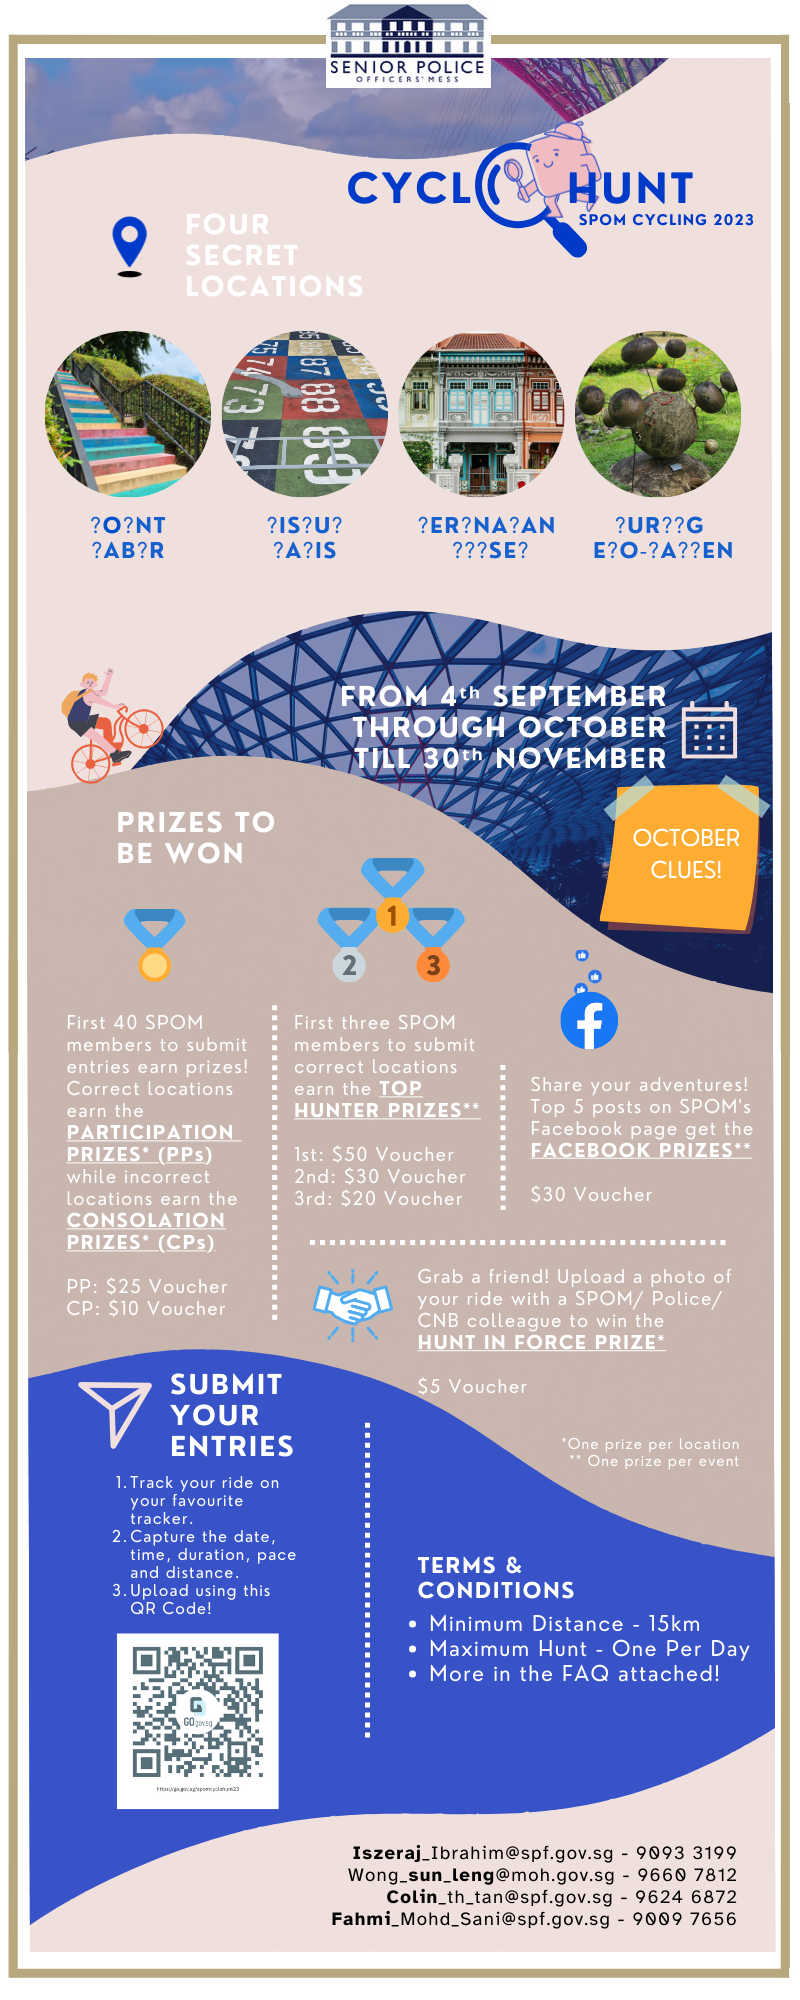 SENIOR POLICE
OFFICERS' MESS
CYCLOHUNT
SPOM CYCLING 2023
FOUR
SECRET
LOCATIONS
?O?NT
?AB?R
?IS?U?
?A?IS
?ER?NA?AN
???SE?
?UR??G
E?O-?A??EN
FROM 4th SEPTEMBER
THROUGH OCTOBER
TILL 30th NOVEMBER
OCTOBER
CLUES!
PRIZES TO
BE WON
1
2
3
First 40 SPOM
members to submit
entries earn prizes!
Correct locations
earn the
PARTICIPATION
PRIZES* (PPs)
while incorrect
locations earn the
CONSOLATION
PRIZES* (CPs)
PP: $25 Voucher
CP: $10 Voucher
First three SPOM
members to submit
correct locations
earn the TOP
HUNTER PRIZES**
1st: $50 Voucher
2nd: $30 Voucher
3rd: $20 Voucher
Share your adventures!
Top 5 posts on SPOM's
Facebook page get the
FACEBOOK PRIZES**
$30 Voucher
Grab a friend! Upload a photo of
your ride with a SPOM/ Police/
CNB colleague to win the
HUNT IN FORCE PRIZE*
$5 Voucher
*One prize per location
** One prize per event
SUBMIT
YOUR
ENTRIES
1. Track your ride on
your favourite
tracker.
2. Capture the date,
time, duration, pace
and distance.
3. Upload using this
QR Code!
GO.gov.sg
https://go.gov.sg/spomcyclohunt23
TERMS &
CONDITIONS
• Minimum Distance - 15km
• Maximum Hunt - One Per Day
• More in the FAQ attached!
Iszeraj_Ibrahim@spf.gov.sg - 9093 3199
Wong_sun_leng@moh.gov.sg - 9660 7812
Colin_th_tan@spf.gov.sg - 9624 6872
Fahmi_Mohd_Sani@spf.gov.sg - 9009 7656